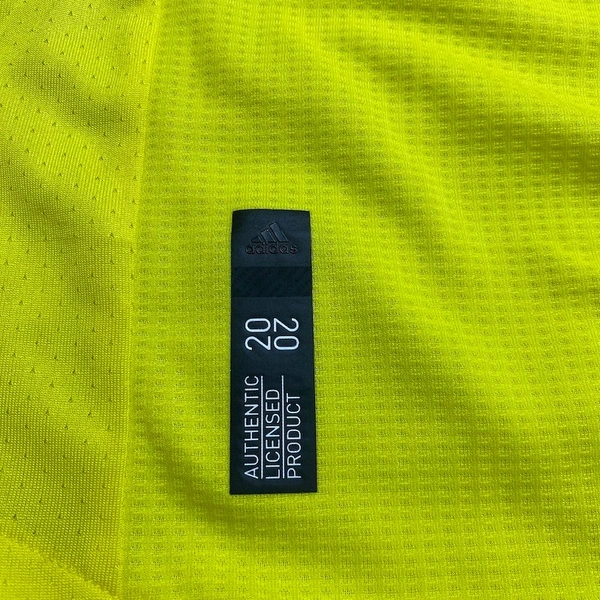 adidas
20
20
AUTHENTIC
LICENSED
PRODUCT